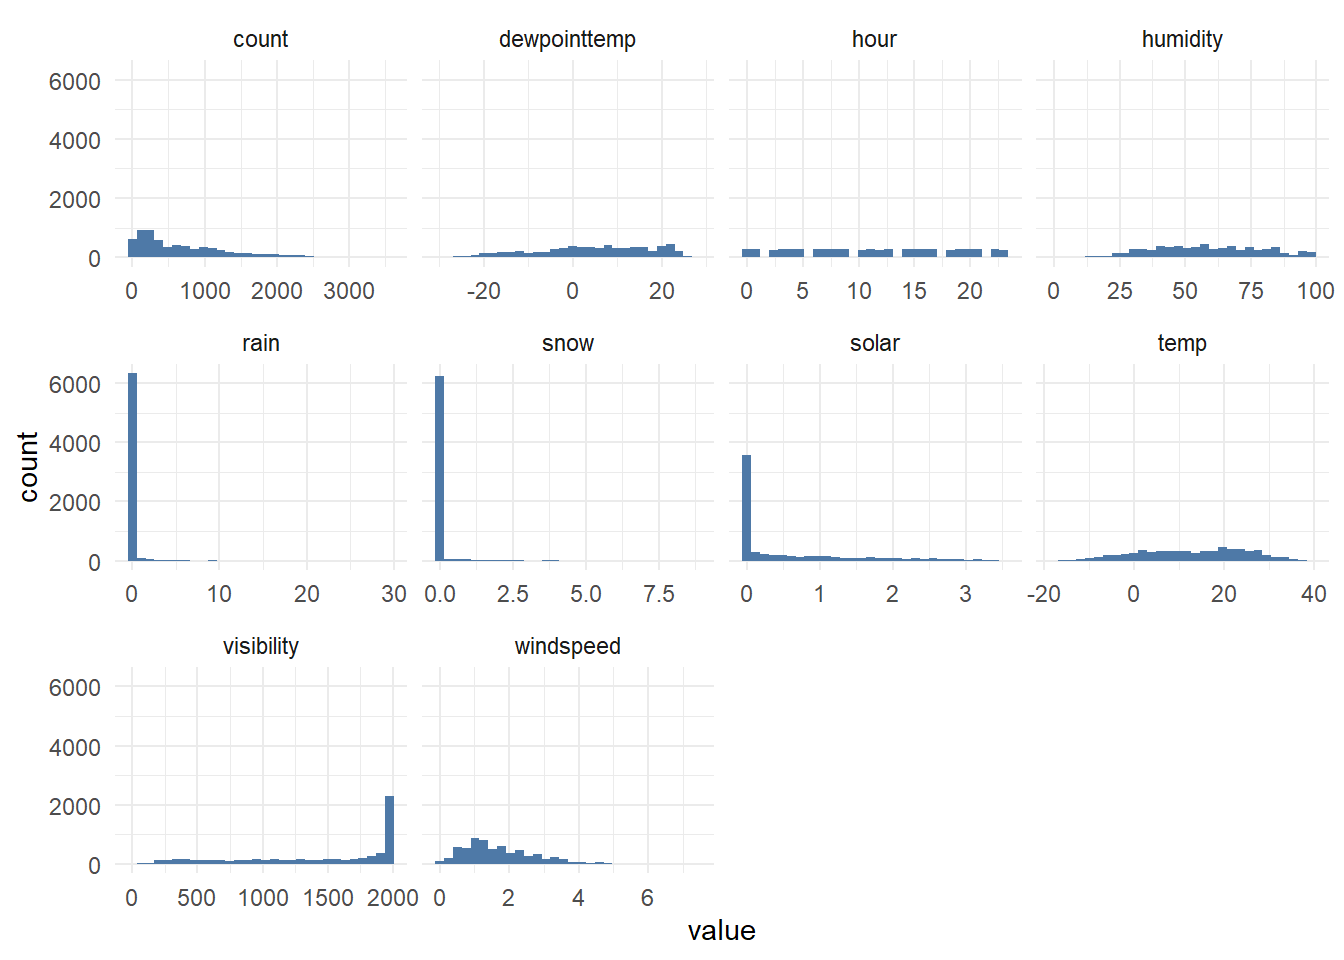 count dewpointtemp hour humidity
6000
4000
2000
0
0 1000 2000 3000 -20 0 20 0 5 10 15 20 0 25 50 75 100
rain snow solar temp
6000
4000
2000
0
0 10 20 30 0.0 2.5 5.0 7.5 0 1 2 3 -20 0 20 40
visibility windspeed
6000
4000
2000
0
0 500 1000 1500 2000 0 2 4 6
count
value